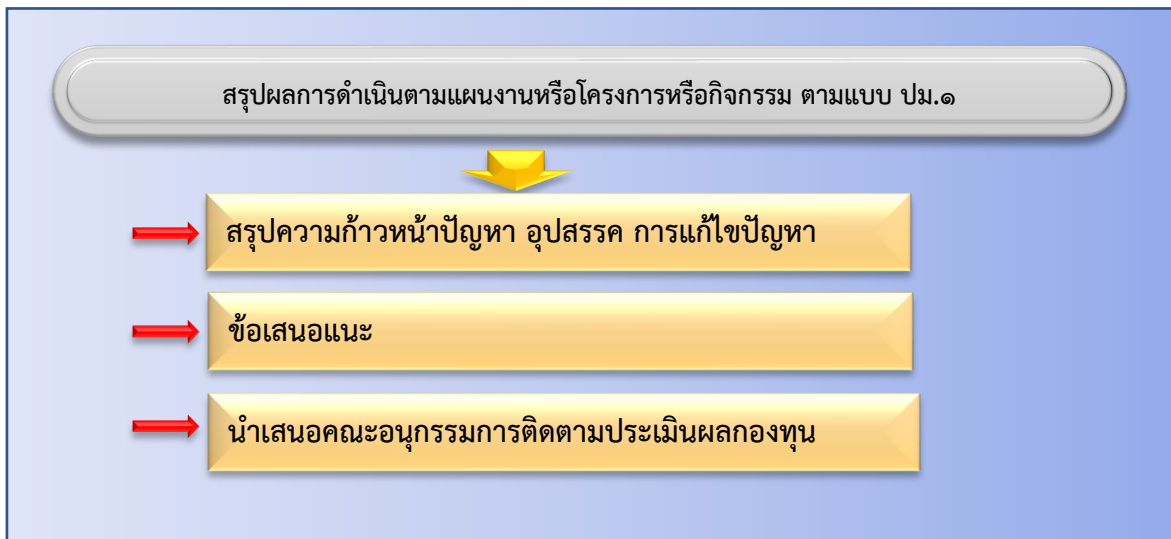 สรุปผลการดำเนินตามแผนงานหรือโครงการหรือกิจกรรม ตามแบบ ปม.๑
สรุปความก้าวหน้าปัญหา อุปสรรค การแก้ไขปัญหา
ข้อเสนอแนะ
นำเสนอคณะอนุกรรมการติดตามประเมินผลกองทุน